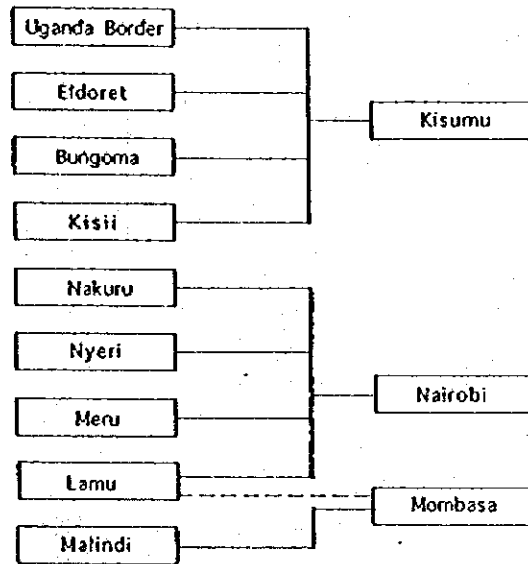 Uganda Border
Eldoret
Kisumu
Bungoma
Kisii
Nakuru
Nyeri
Nairobi
Meru
Lamu
Mombasa
Malindi